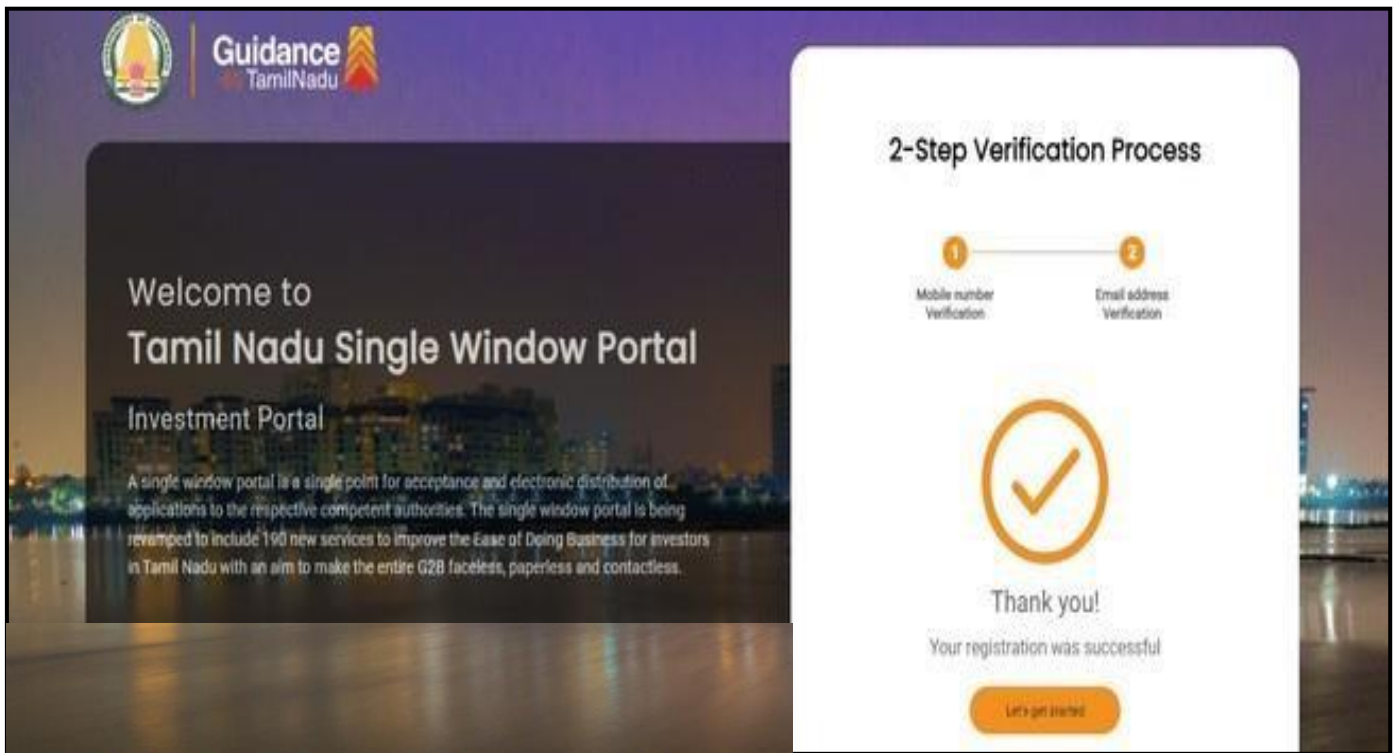 Guidance
TamilNadu
Welcome to
Tamil Nadu Single Window Portal
Investment Portal
A single window portal is a single point for acceptance and electronic distribution of
applications to the respective competent authorities. The single window portal is being
revamped to include 190 new services to improve the Ease of Doing Business for investors
in Tamil Nadu with an aim to make the entire G2B faceless, paperless and contactless.
2-Step Verification Process
1
2
Mobile number
Verification
Email address
Verification
Thank you!
Your registration was successful
Let's get started